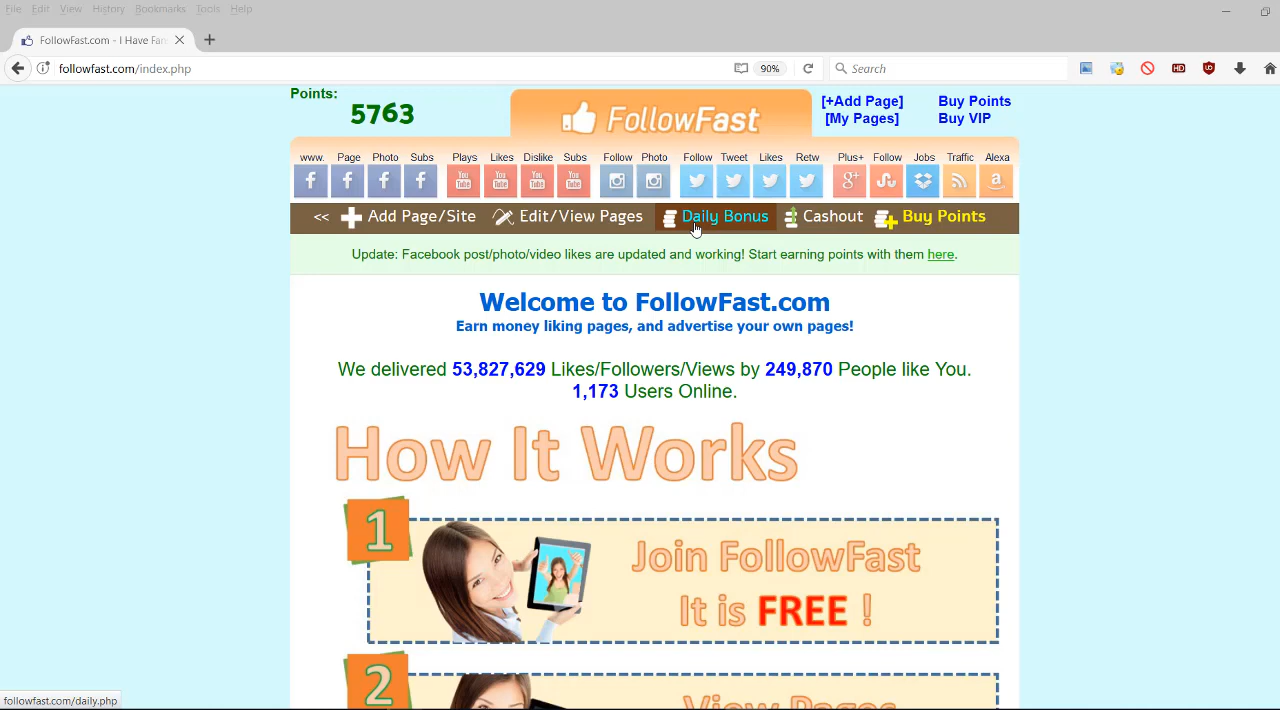 File Edit View History Bookmarks Tools Help
FollowFast.com - I Have Fan
followfast.com/index.php
90%
Search
HD
Points:
5763
FollowFast
[+Add Page] Buy Points
[My Pages] Buy VIP
www. Page Photo Subs Plays Likes Dislike Subs Follow Photo Follow Tweet Likes Retw Plus+ Follow Jobs Traffic Alexa
<< Add Page/Site Edit/View Pages Daily Bonus Cashout Buy Points
Update: Facebook post/photo/video likes are updated and working! Start earning points with them here.
Welcome to FollowFast.com
Earn money liking pages, and advertise your own pages!
We delivered 53,827,629 Likes/Followers/Views by 249,870 People like You.
1,173 Users Online.
How It Works
1
Join FollowFast
It is FREE !
2
View Pages
followfast.com/daily.php